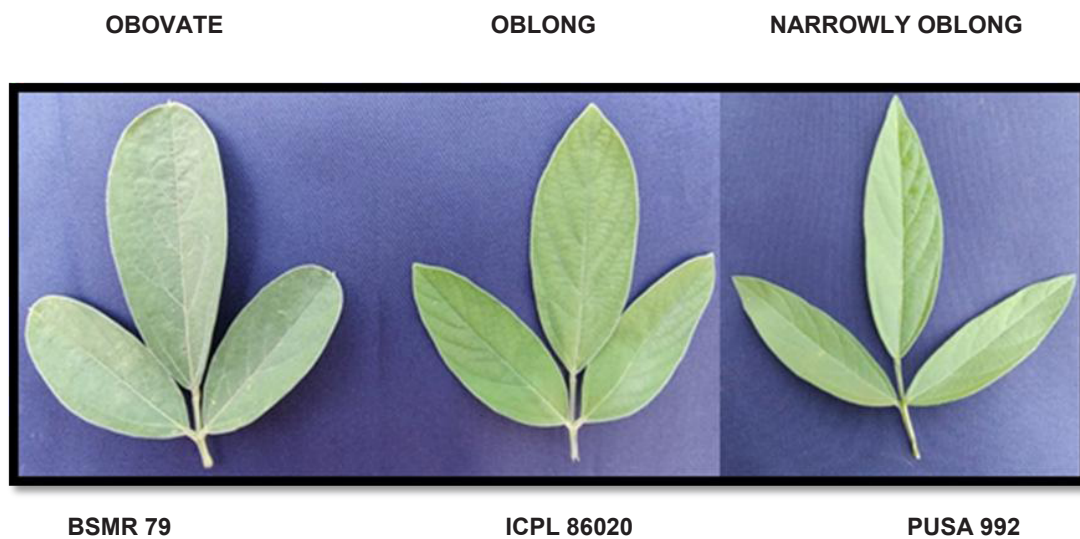 OBOVATE OBLONG NARROWLY OBLONG
BSMR 79 ICPL 86020 PUSA 992